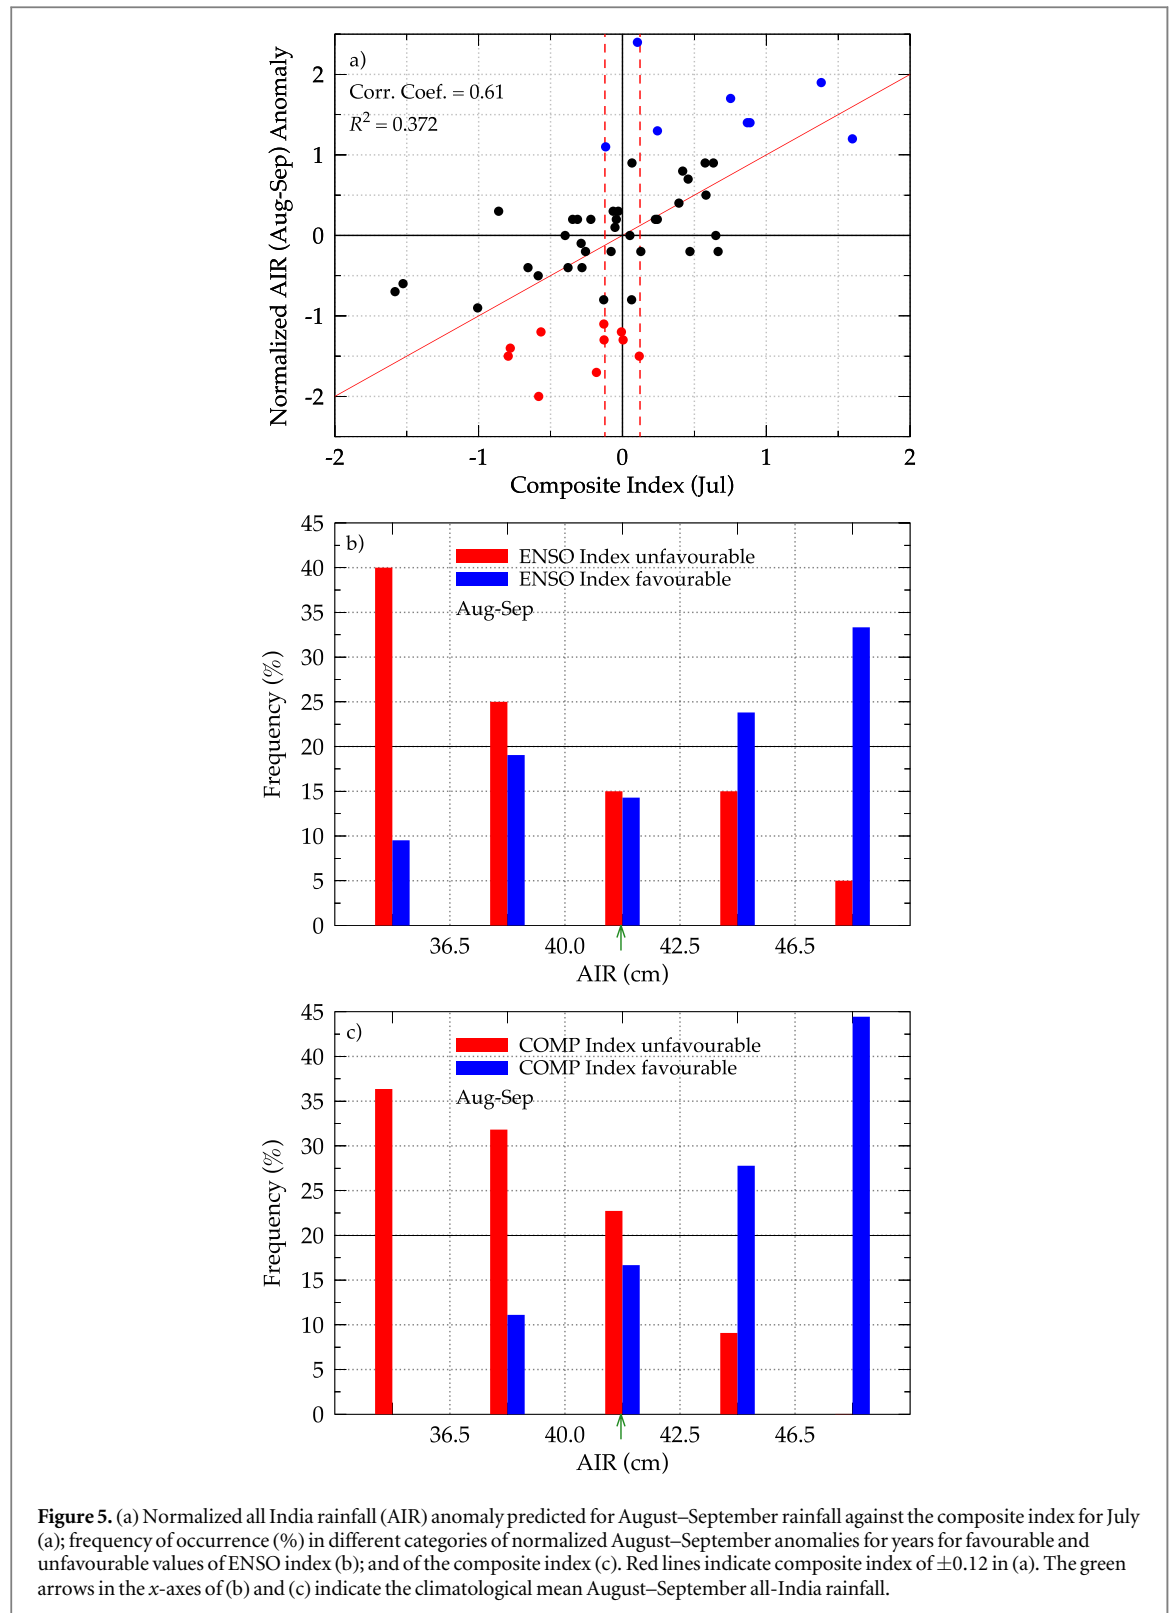 a)
Corr. Coef. = 0.61
R² = 0.372
Normalized AIR (Aug-Sep) Anomaly
2
1
0
-1
-2
-2 -1 0 1 2
Composite Index (Jul)
b)
ENSO Index unfavourable
ENSO Index favourable
Aug-Sep
Frequency (%)
45
40
35
30
25
20
15
10
5
0
36.5 40.0 42.5 46.5
AIR (cm)
c)
COMP Index unfavourable
COMP Index favourable
Aug-Sep
Frequency (%)
45
40
35
30
25
20
15
10
5
0
36.5 40.0 42.5 46.5
AIR (cm)
Figure 5. (a) Normalized all India rainfall (AIR) anomaly predicted for August–September rainfall against the composite index for July
(a); frequency of occurrence (%) in different categories of normalized August–September anomalies for years for favourable and
unfavourable values of ENSO index (b); and of the composite index (c). Red lines indicate composite index of ±0.12 in (a). The green
arrows in the x-axes of (b) and (c) indicate the climatological mean August–September all-India rainfall.